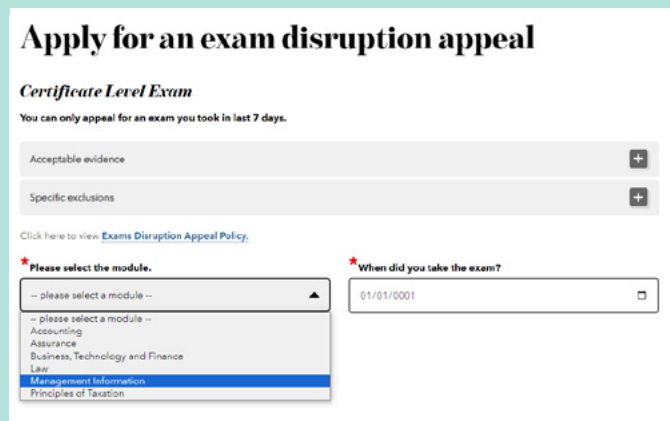 Apply for an exam disruption appeal
Certificate Level Exam
You can only appeal for an exam you took in last 7 days.
Acceptable evidence
Specific exclusions
Click here to view Exams Disruption Appeal Policy.
*Please select the module.
*When did you take the exam?
-- please select a module --
01/01/0001
-- please select a module --
Accounting
Assurance
Business, Technology and Finance
Law
Management Information
Principles of Taxation